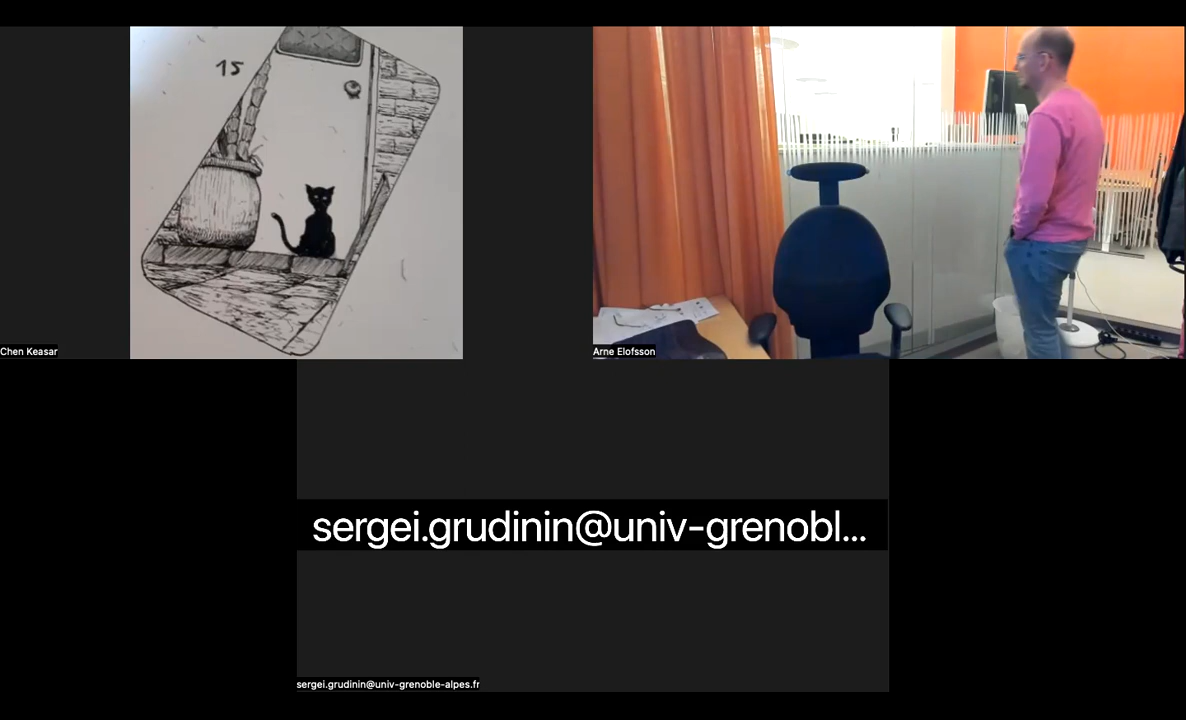 15
Chen Keasar
Arne Elofsson
sergei.grudinin@univ-grenobl...
sergei.grudinin@univ-grenoble-alpes.fr